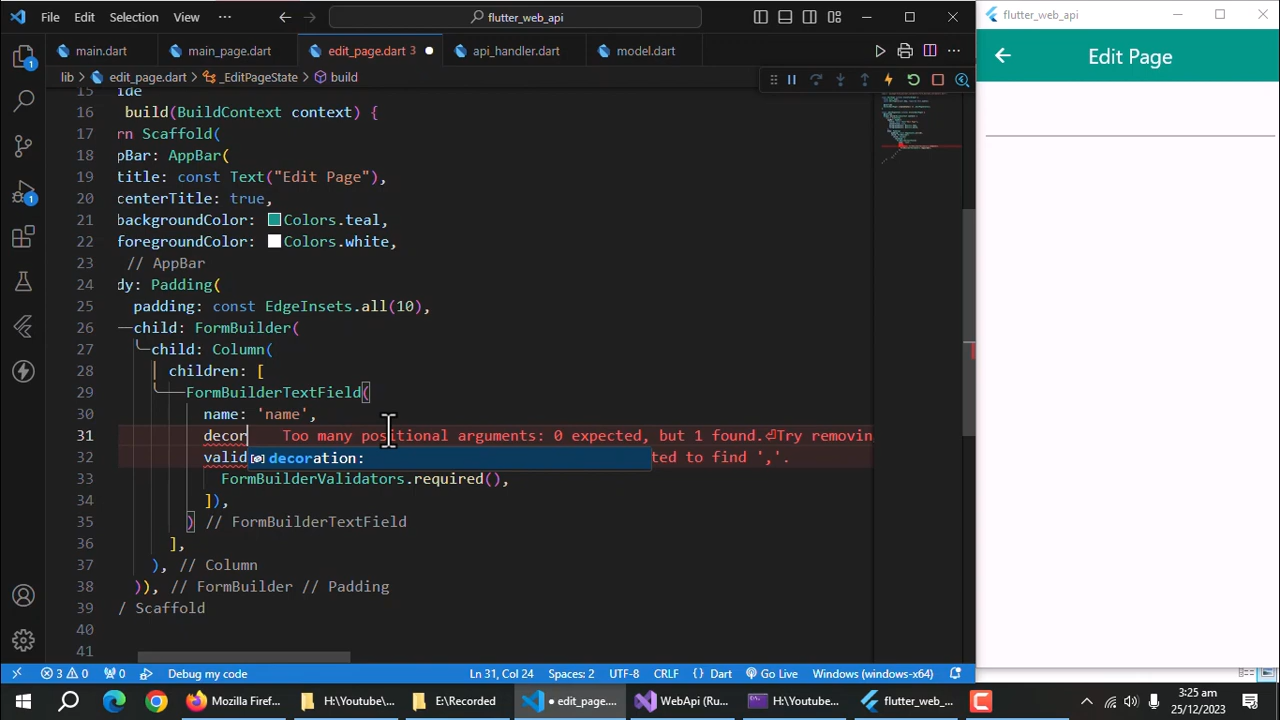 File Edit Selection View ··· flutter_web_api
flutter_web_api
main.dart main_page.dart edit_page.dart 3 api_handler.dart model.dart
lib > edit_page.dart > _EditPageState > build
Edit Page
15 ide
16 build(BuildContext context) {
17 rn Scaffold(
18 pBar: AppBar(
19 title: const Text("Edit Page"),
20 centerTitle: true,
21 backgroundColor: Colors.teal,
22 foregroundColor: Colors.white,
23 // AppBar
24 dy: Padding(
25 padding: const EdgeInsets.all(10),
26 child: FormBuilder(
27 child: Column(
28 children: [
29 FormBuilderTextField(
30 name: 'name',
31 decor Too many positional arguments: 0 expected, but 1 found.⏎Try removin
valid decoration: ted to find ','.
33 FormBuilderValidators.required(),
34 ]),
35 ) // FormBuilderTextField
36 ],
37 ), // Column
38 )), // FormBuilder // Padding
39 / Scaffold
40
41
3 0 0 Debug my code Ln 31, Col 24 Spaces: 2 UTF-8 CRLF {} Dart Go Live Windows (windows-x64)
Mozilla Firef... H:\Youtube\... E:\Recorded edit_page.... WebApi (Ru... H:\Youtube... flutter_web_... 3:25 am
25/12/2023